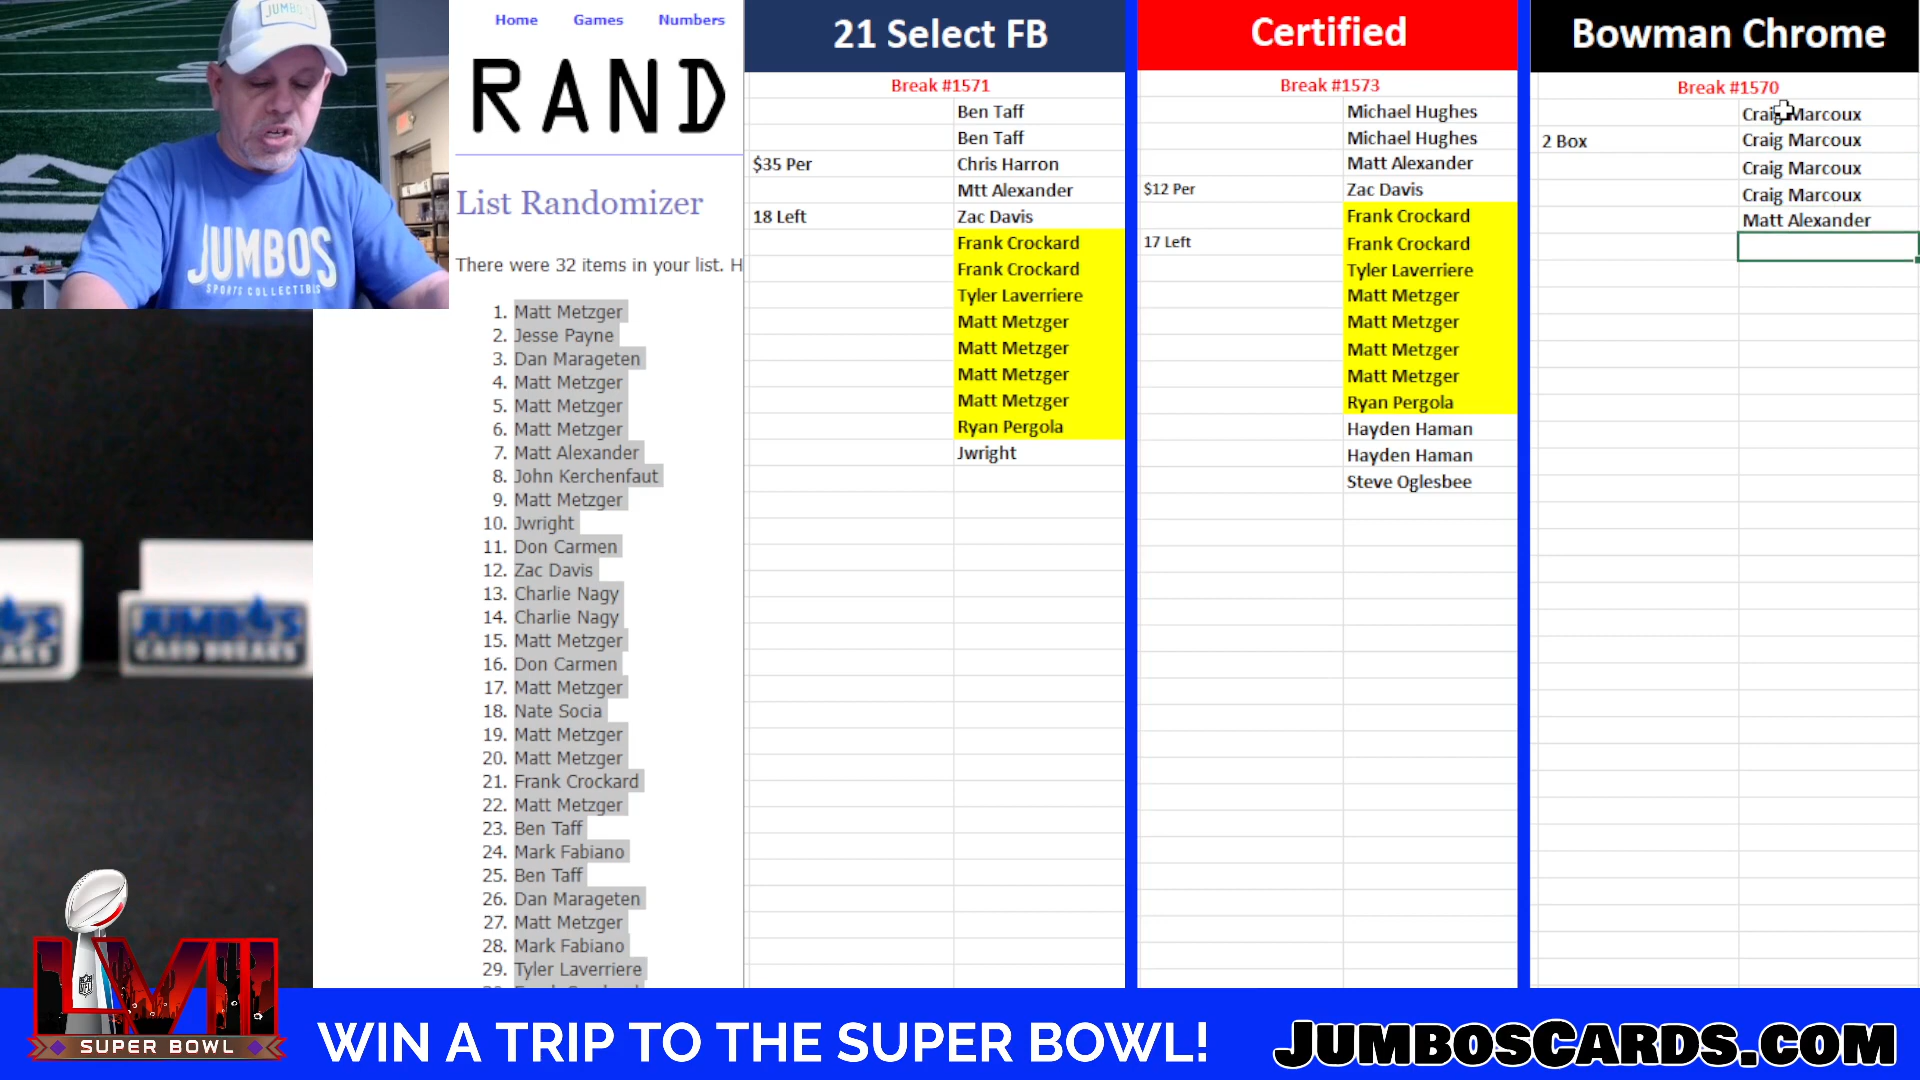 JUMBOS
JUMBOS
SPORTS COLLECTIBLES
Home Games Numbers
RAND
List Randomizer
There were 32 items in your list. H
1. Matt Metzger
2. Jesse Payne
3. Dan Marageten
4. Matt Metzger
5. Matt Metzger
6. Matt Metzger
7. Matt Alexander
8. John Kerchenfaut
9. Matt Metzger
10. Jwright
11. Don Carmen
12. Zac Davis
13. Charlie Nagy
14. Charlie Nagy
15. Matt Metzger
16. Don Carmen
17. Matt Metzger
18. Nate Socia
19. Matt Metzger
20. Matt Metzger
21. Frank Crockard
22. Matt Metzger
23. Ben Taff
24. Mark Fabiano
25. Ben Taff
26. Dan Marageten
27. Matt Metzger
28. Mark Fabiano
29. Tyler Laverriere
21 Select FB
Break #1571
Ben Taff
Ben Taff
$35 Per Chris Harron
Mtt Alexander
18 Left Zac Davis
Frank Crockard
Frank Crockard
Tyler Laverriere
Matt Metzger
Matt Metzger
Matt Metzger
Matt Metzger
Ryan Pergola
Jwright
Certified
Break #1573
Michael Hughes
Michael Hughes
Matt Alexander
$12 Per Zac Davis
Frank Crockard
17 Left Frank Crockard
Tyler Laverriere
Matt Metzger
Matt Metzger
Matt Metzger
Matt Metzger
Ryan Pergola
Hayden Haman
Hayden Haman
Steve Oglesbee
Bowman Chrome
Break #1570
Craig Marcoux
2 Box Craig Marcoux
Craig Marcoux
Craig Marcoux
Matt Alexander
JUMBO'S
CARD BREAKS
LVII
NFL
SUPER BOWL
WIN A TRIP TO THE SUPER BOWL!
JUMBOSCARDS.COM